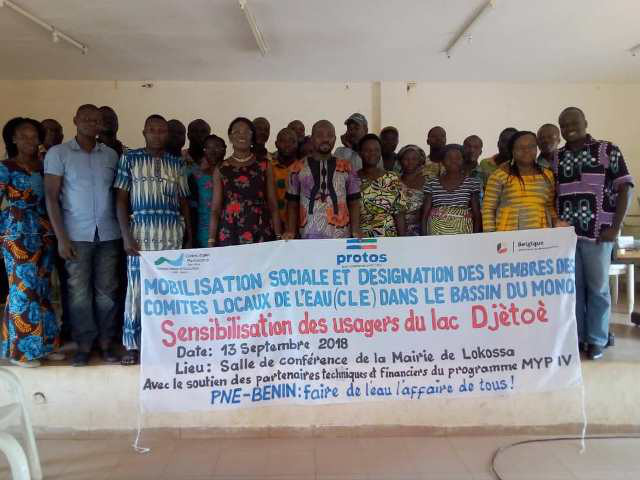 protos
Belgique
MOBILISATION SOCIALE ET DESIGNATION DES MEMBRES DES
COMITES LOCAUX DE L'EAU(CLE) DANS LE BASSIN DU MONO
Sensibilisation des usagers du lac Djètoè
Date: 13 Septembre 2018
Lieu: Salle de conférence de la Mairie de Lokossa
Avec le soutien des partenaires techniques et financiers du programme MYP IV
PNE-BENIN: faire de l'eau l'affaire de tous!